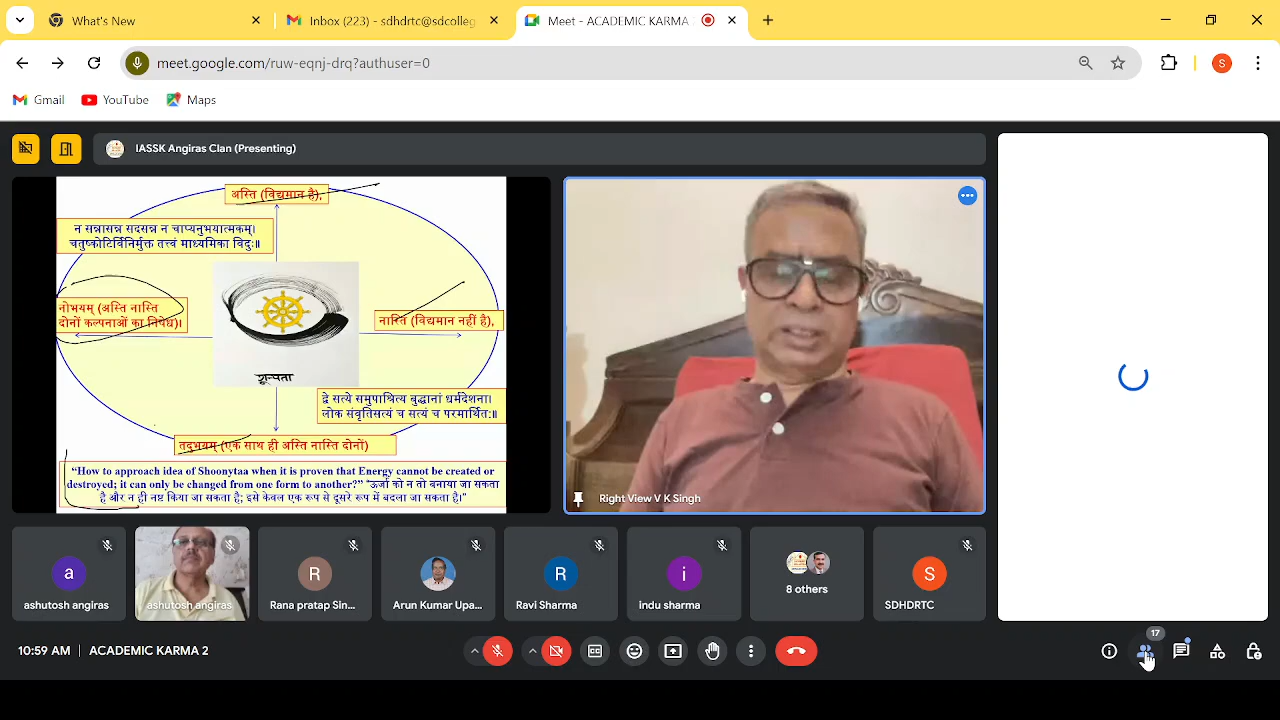 What's New
Inbox (223) - sdhdrtc@sdcolleg
Meet - ACADEMIC KARMA 2
meet.google.com/ruw-eqnj-drq?authuser=0
S
Gmail
YouTube
Maps
IASSK Angiras Clan (Presenting)
अस्ति (विद्यमान है),
न सन्नासन्न सदसन्न न चाप्यनुभयात्मकम्।
चतुष्कोटिर्विनिर्मुक्त तत्त्वं माध्यमिका विदुः॥
नोभयम् (अस्ति नास्ति
दोनों कल्पनाओं का निषेध)।
नास्ति (विद्यमान नहीं है),
शून्यता
द्वे सत्ये समुपाश्रित्य बुद्धानां धर्मदेशना।
लोक संवृतिसत्यं च सत्यं च परमार्थितः॥
तदुभयम् (एक साथ ही अस्ति नास्ति दोनों)
“How to approach idea of Shoonytaa when it is proven that Energy cannot be created or
destroyed; it can only be changed from one form to another?” “ऊर्जा को न तो बनाया जा सकता
है और न ही नष्ट किया जा सकता है; इसे केवल एक रूप से दूसरे रूप में बदला जा सकता है।”
Right View V K Singh
a
ashutosh angiras
ashutosh angiras
R
Rana pratap Sin...
Arun Kumar Upa...
R
Ravi Sharma
i
indu sharma
8 others
S
SDHDRTC
10:59 AM | ACADEMIC KARMA 2
17